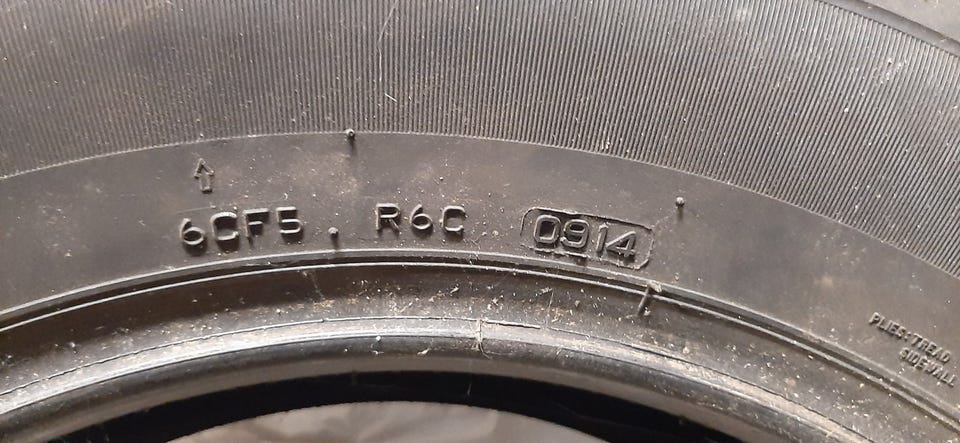 6CF5 R6C 0914
PLIES: TREAD
SIDEWALL